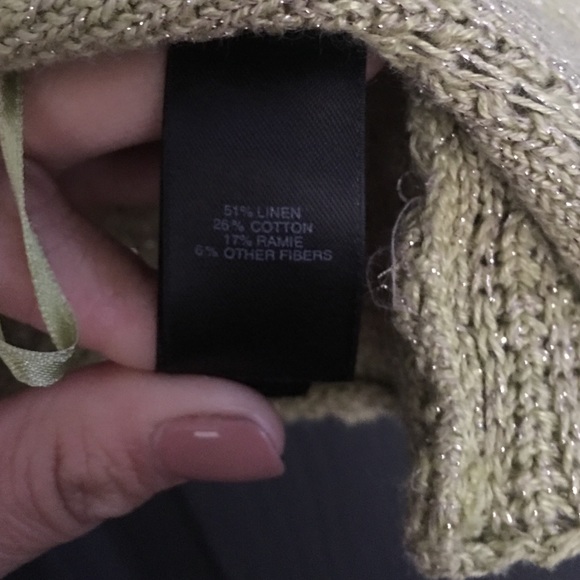 51% LINEN
26% COTTON
17% RAMIE
6% OTHER FIBERS